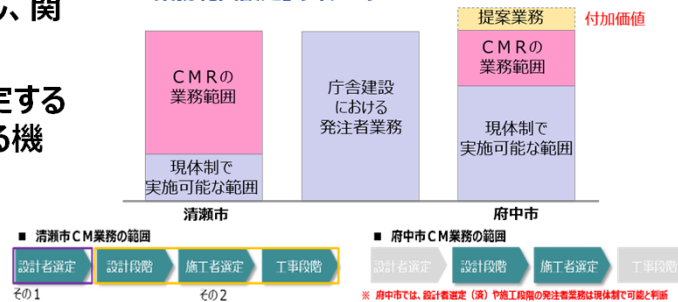 し、関
定する
る機
提案業務
付加価値
CMRの
業務範囲
現体制で
実施可能な範囲
庁舎建設
における
発注者業務
CMRの
業務範囲
現体制で
実施可能な範囲
清瀬市
府中市
■ 清瀬市CM業務の範囲
設計者選定 設計段階 施工者選定 工事段階
その1 その2
■ 府中市CM業務の範囲
設計者選定 設計段階 施工者選定 工事段階
※ 府中市では、設計者選定（済）や施工段階の発注者業務は現体制で可能と判断